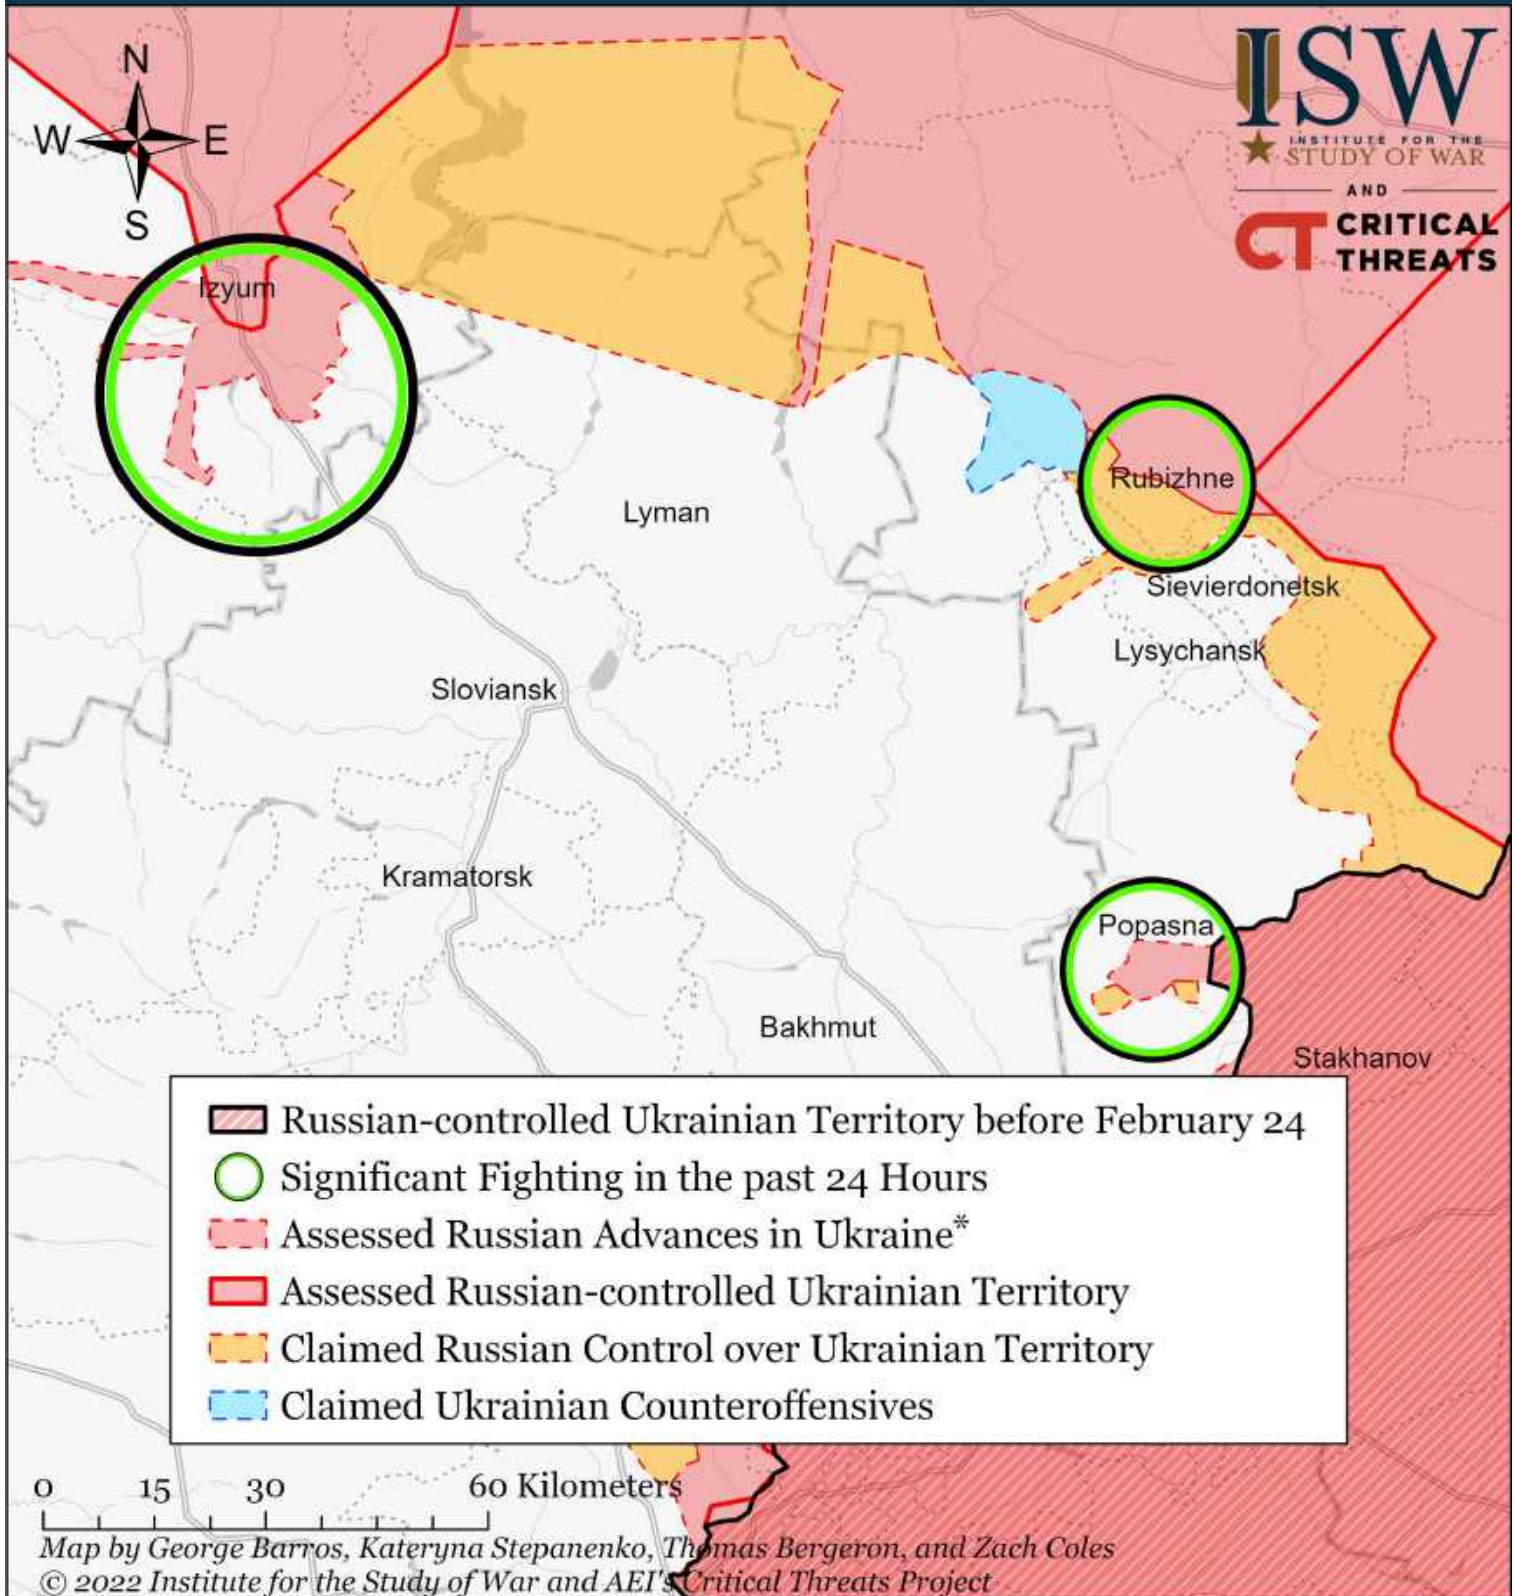 N
W E
S
ISW
INSTITUTE FOR THE
STUDY OF WAR
AND
CT CRITICAL
THREATS
Izyum
Rubizhne
Lyman
Sievierdonetsk
Lysychansk
Sloviansk
Kramatorsk
Popasna
Bakhmut
Stakhanov
Russian-controlled Ukrainian Territory before February 24
Significant Fighting in the past 24 Hours
Assessed Russian Advances in Ukraine*
Assessed Russian-controlled Ukrainian Territory
Claimed Russian Control over Ukrainian Territory
Claimed Ukrainian Counteroffensives
0 15 30 60 Kilometers
Map by George Barros, Kateryna Stepanenko, Thomas Bergeron, and Zach Coles
© 2022 Institute for the Study of War and AEI's Critical Threats Project